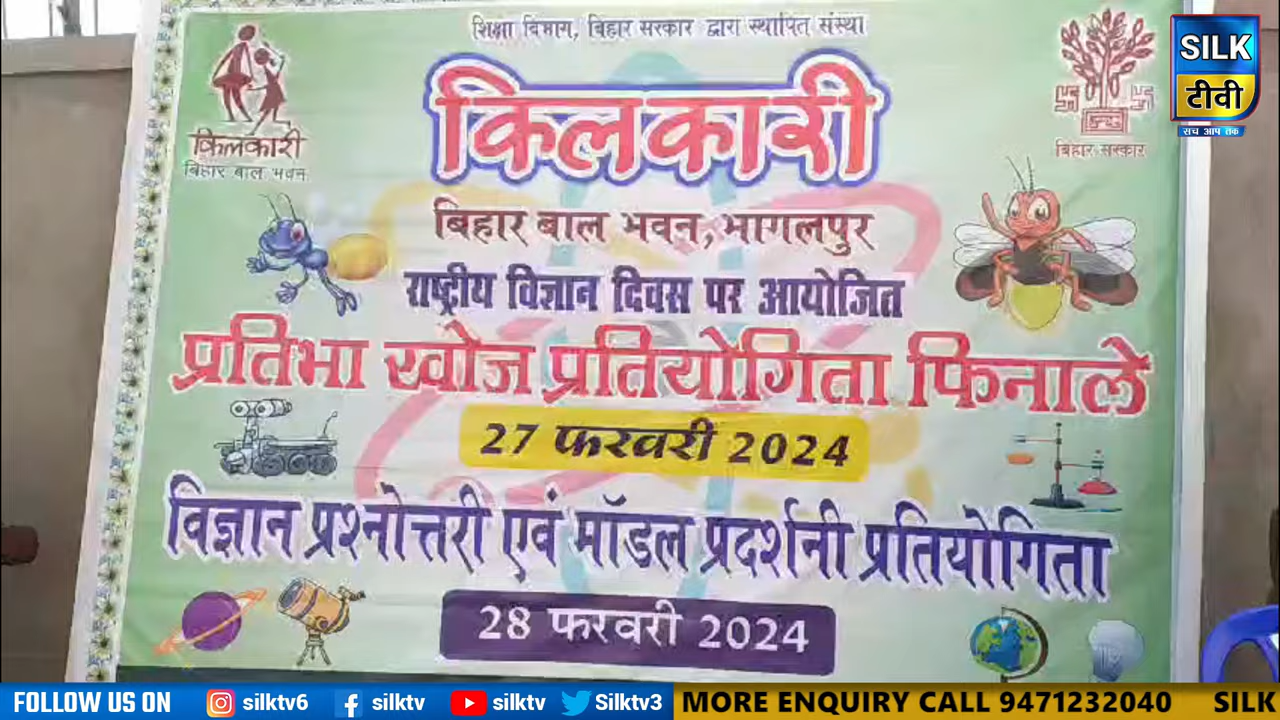 शिक्षा विभाग, बिहार सरकार द्वारा स्थापित संस्था
किलकारी
बिहार बाल भवन
किलकारी
बिहार सरकार
SILK
टीवी
सच आप तक
बिहार बाल भवन, भागलपुर
राष्ट्रीय विज्ञान दिवस पर आयोजित
प्रतिभा खोज प्रतियोगिता फिनाले
27 फरवरी 2024
विज्ञान प्रश्नोत्तरी एवं मॉडल प्रदर्शनी प्रतियोगिता
28 फरवरी 2024
FOLLOW US ON silktv6 silktv silktv Silktv3 MORE ENQUIRY CALL 9471232040 SILK